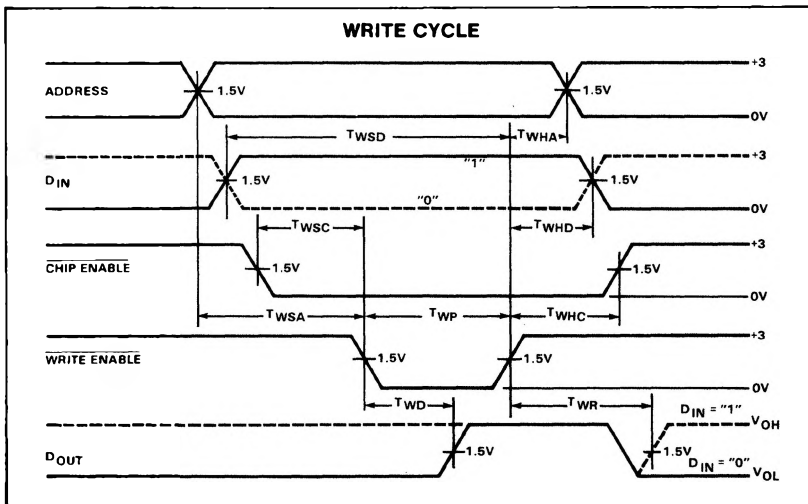 WRITE CYCLE
ADDRESS
1.5V
1.5V
+3
0V
TWSD
TWHA
DIN
1.5V
"1"
"0"
1.5V
+3
0V
TWSC
TWHD
CHIP ENABLE
1.5V
1.5V
+3
0V
TWSA
TWP
TWHC
WRITE ENABLE
1.5V
1.5V
+3
0V
TWD
TWR
DIN = "1"
VOH
DOUT
1.5V
1.5V
DIN = "0"
VOL